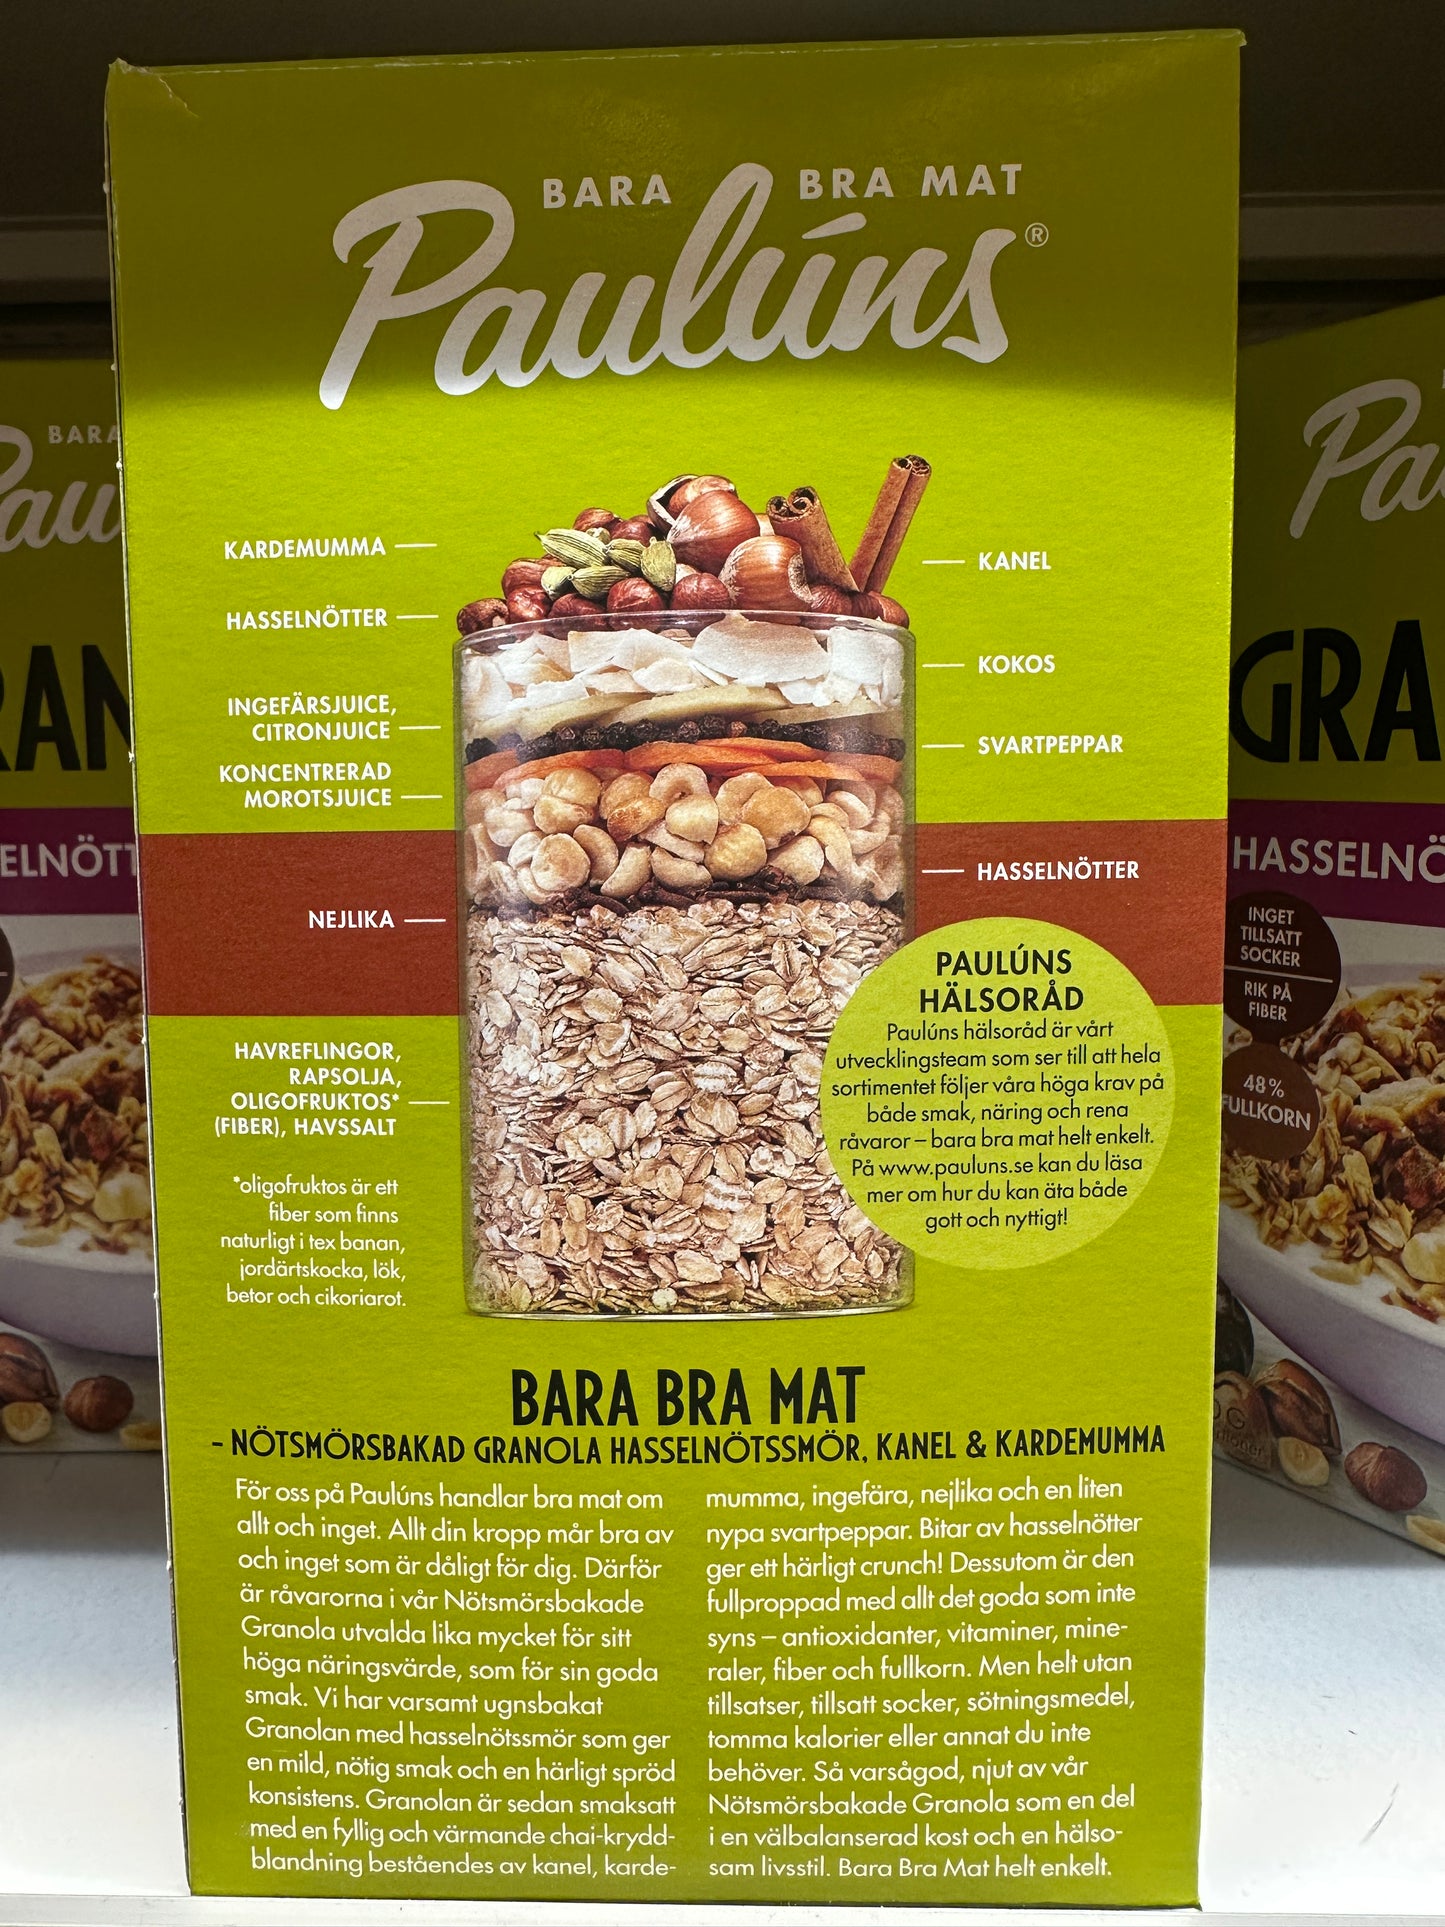 BARA BRA MAT
Paulúns®
KARDEMUMMA
HASSELNÖTTER
INGEFÄRSJUICE,
CITRONJUICE
KONCENTRERAD
MOROTSJUICE
NEJLIKA
HAVREFLINGOR,
RAPSOLJA,
OLIGOFRUKTOS*
(FIBER), HAVSSALT
*oligofruktos är ett
fiber som finns
naturligt i tex banan,
jordärtskocka, lök,
betor och cikoriarot.
KANEL
KOKOS
SVARTPEPPAR
HASSELNÖTTER
PAULÚNS
HÄLSORÅD
Paulúns hälsoråd är vårt
utvecklingsteam som ser till att hela
sortimentet följer våra höga krav på
både smak, näring och rena
råvaror – bara bra mat helt enkelt.
På www.pauluns.se kan du läsa
mer om hur du kan äta både
gott och nyttigt!
BARA BRA MAT
- NÖTSMÖRSBAKAD GRANOLA HASSELNÖTSSMÖR, KANEL & KARDEMUMMA
För oss på Paulúns handlar bra mat om
allt och inget. Allt din kropp mår bra av
och inget som är dåligt för dig. Därför
är råvarorna i vår Nötsmörsbakade
Granola utvalda lika mycket för sitt
höga näringsvärde, som för sin goda
smak. Vi har varsamt ugnsbakat
Granolan med hasselnötssmör som ger
en mild, nötig smak och en härligt spröd
konsistens. Granolan är sedan smaksatt
med en fyllig och värmande chai-krydd-
blandning beståendes av kanel, karde-
mumma, ingefära, nejlika och en liten
nypa svartpeppar. Bitar av hasselnötter
ger ett härligt crunch! Dessutom är den
fullproppad med allt det goda som inte
syns – antioxidanter, vitaminer, mine-
raler, fiber och fullkorn. Men helt utan
tillsatser, tillsatt socker, sötningsmedel,
tomma kalorier eller annat du inte
behöver. Så varsågod, njut av vår
Nötsmörsbakade Granola som en del
i en välbalanserad kost och en hälso-
sam livsstil. Bara Bra Mat helt enkelt.
BARA
au
RAN
ELNÖTT
Pa
GRA
HASSELNÖ
INGET
TILLSATT
SOCKER
RIK PÅ
FIBER
48%
FULLKORN